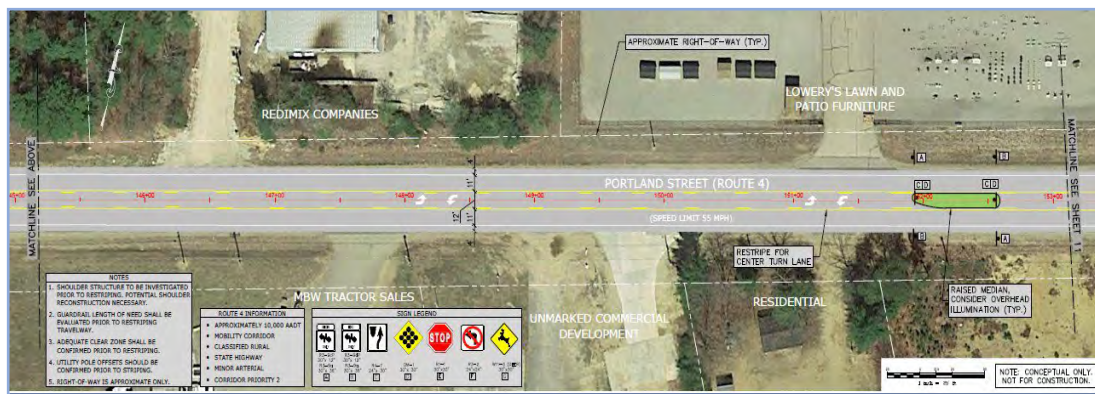 APPROXIMATE RIGHT-OF-WAY (TYP.)
REDIMIX COMPANIES
LOWERY'S LAWN AND
PATIO FURNITURE
MATCHLINE SEE ABOVE
MATCHLINE SEE SHEET 11
4'
11'
12'
11'
4'
A
B
C D
C D
B
A
146+00
147+00
148+00
149+00
150+00
151+00
153+00
PORTLAND STREET (ROUTE 4)
(SPEED LIMIT 55 MPH)
RESTRIPE FOR
CENTER TURN LANE
RAISED MEDIAN,
CONSIDER OVERHEAD
ILLUMINATION (TYP.)
MBW TRACTOR SALES
UNMARKED COMMERCIAL
DEVELOPMENT
RESIDENTIAL
NOTES
1. SHOULDER STRUCTURE TO BE INVESTIGATED
PRIOR TO RESTRIPING. POTENTIAL SHOULDER
RECONSTRUCTION NECESSARY.
2. GUARDRAIL LENGTH OF NEED SHALL BE
EVALUATED PRIOR TO RESTRIPING
TRAVELWAY.
3. ADEQUATE CLEAR ZONE SHALL BE
CONFIRMED PRIOR TO RESTRIPING.
4. UTILITY POLE OFFSETS SHOULD BE
CONFIRMED PRIOR TO STRIPING.
5. RIGHT-OF-WAY IS APPROXIMATE ONLY.
ROUTE 4 INFORMATION
• APPROXIMATELY 10,000 AADT
• MOBILITY CORRIDOR
• CLASSIFIED RURAL
• STATE HIGHWAY
• MINOR ARTERIAL
• CORRIDOR PRIORITY 2
SIGN LEGEND
STOP
A
B
C
D
E
F
NOTE: CONCEPTUAL ONLY.
NOT FOR CONSTRUCTION.